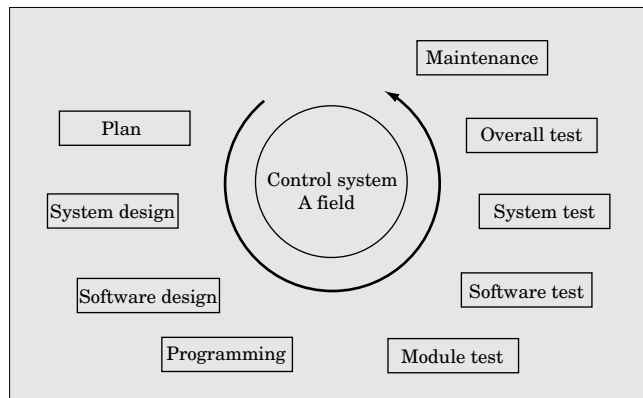 Maintenance
Plan
Overall test
Control system
A field
System design
System test
Software design
Software test
Programming
Module test